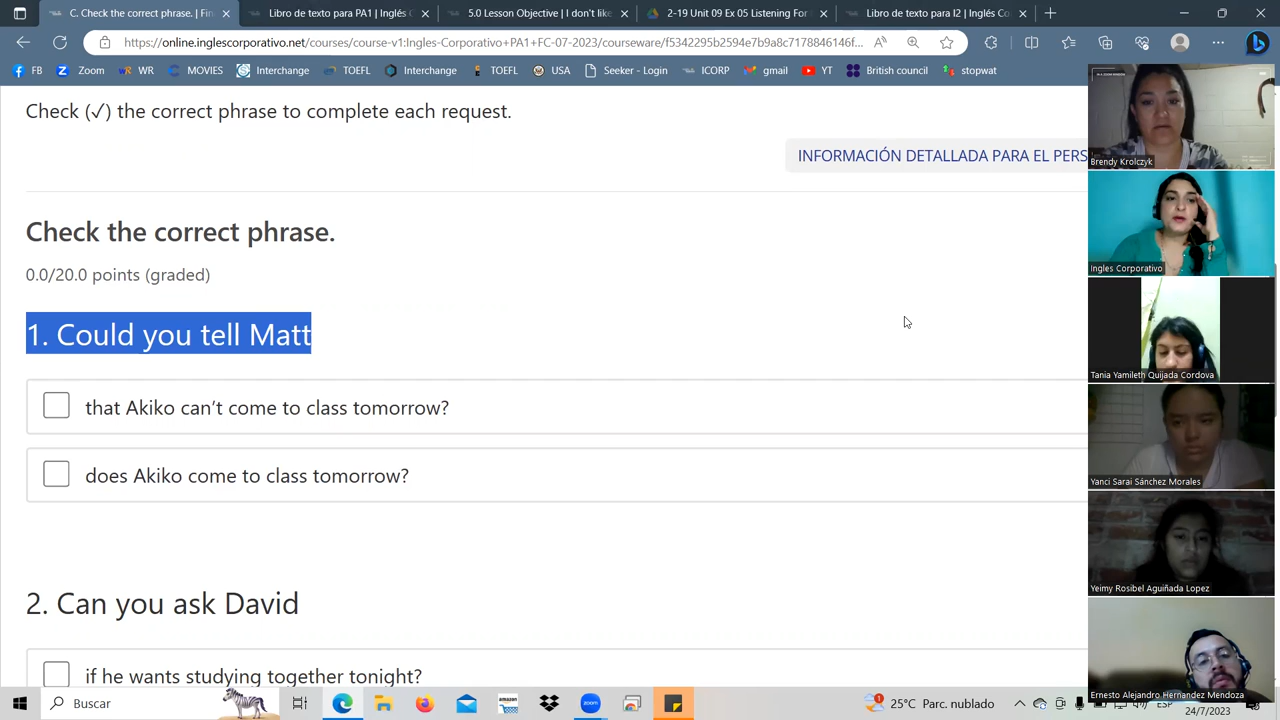 C. Check the correct phrase. | Fin
Libro de texto para PA1 | Inglés C
5.0 Lesson Objective | I don't like
2-19 Unit 03 Ex 05 Listening For
Libro de texto para I2 | Inglés Co
https://online.inglescorporativo.net/courses/course-v1:Ingles-Corporativo+PA1+FC-07-2023/courseware/f5342295b2594e7b9a8c7178846146f...
FB
Zoom
WR
MOVIES
Interchange
TOEFL
Interchange
TOEFL
USA
Seeker - Login
ICORP
gmail
YT
British council
stopwat
Check (✓) the correct phrase to complete each request.
INFORMACIÓN DETALLADA PARA EL PERS
Check the correct phrase.
0.0/20.0 points (graded)
1. Could you tell Matt
that Akiko can't come to class tomorrow?
does Akiko come to class tomorrow?
2. Can you ask David
if he wants studying together tonight?
Brendy Krolczyk
Ingles Corporativo
Tania Yamileth Quijada Cordova
Yanci Sarai Sánchez Morales
Yeimy Rosibel Aguiñada Lopez
Ernesto Alejandro Hernandez Mendoza
Buscar
amazon
zoom
1
25°C Parc. nublado
ESP
24/7/2023